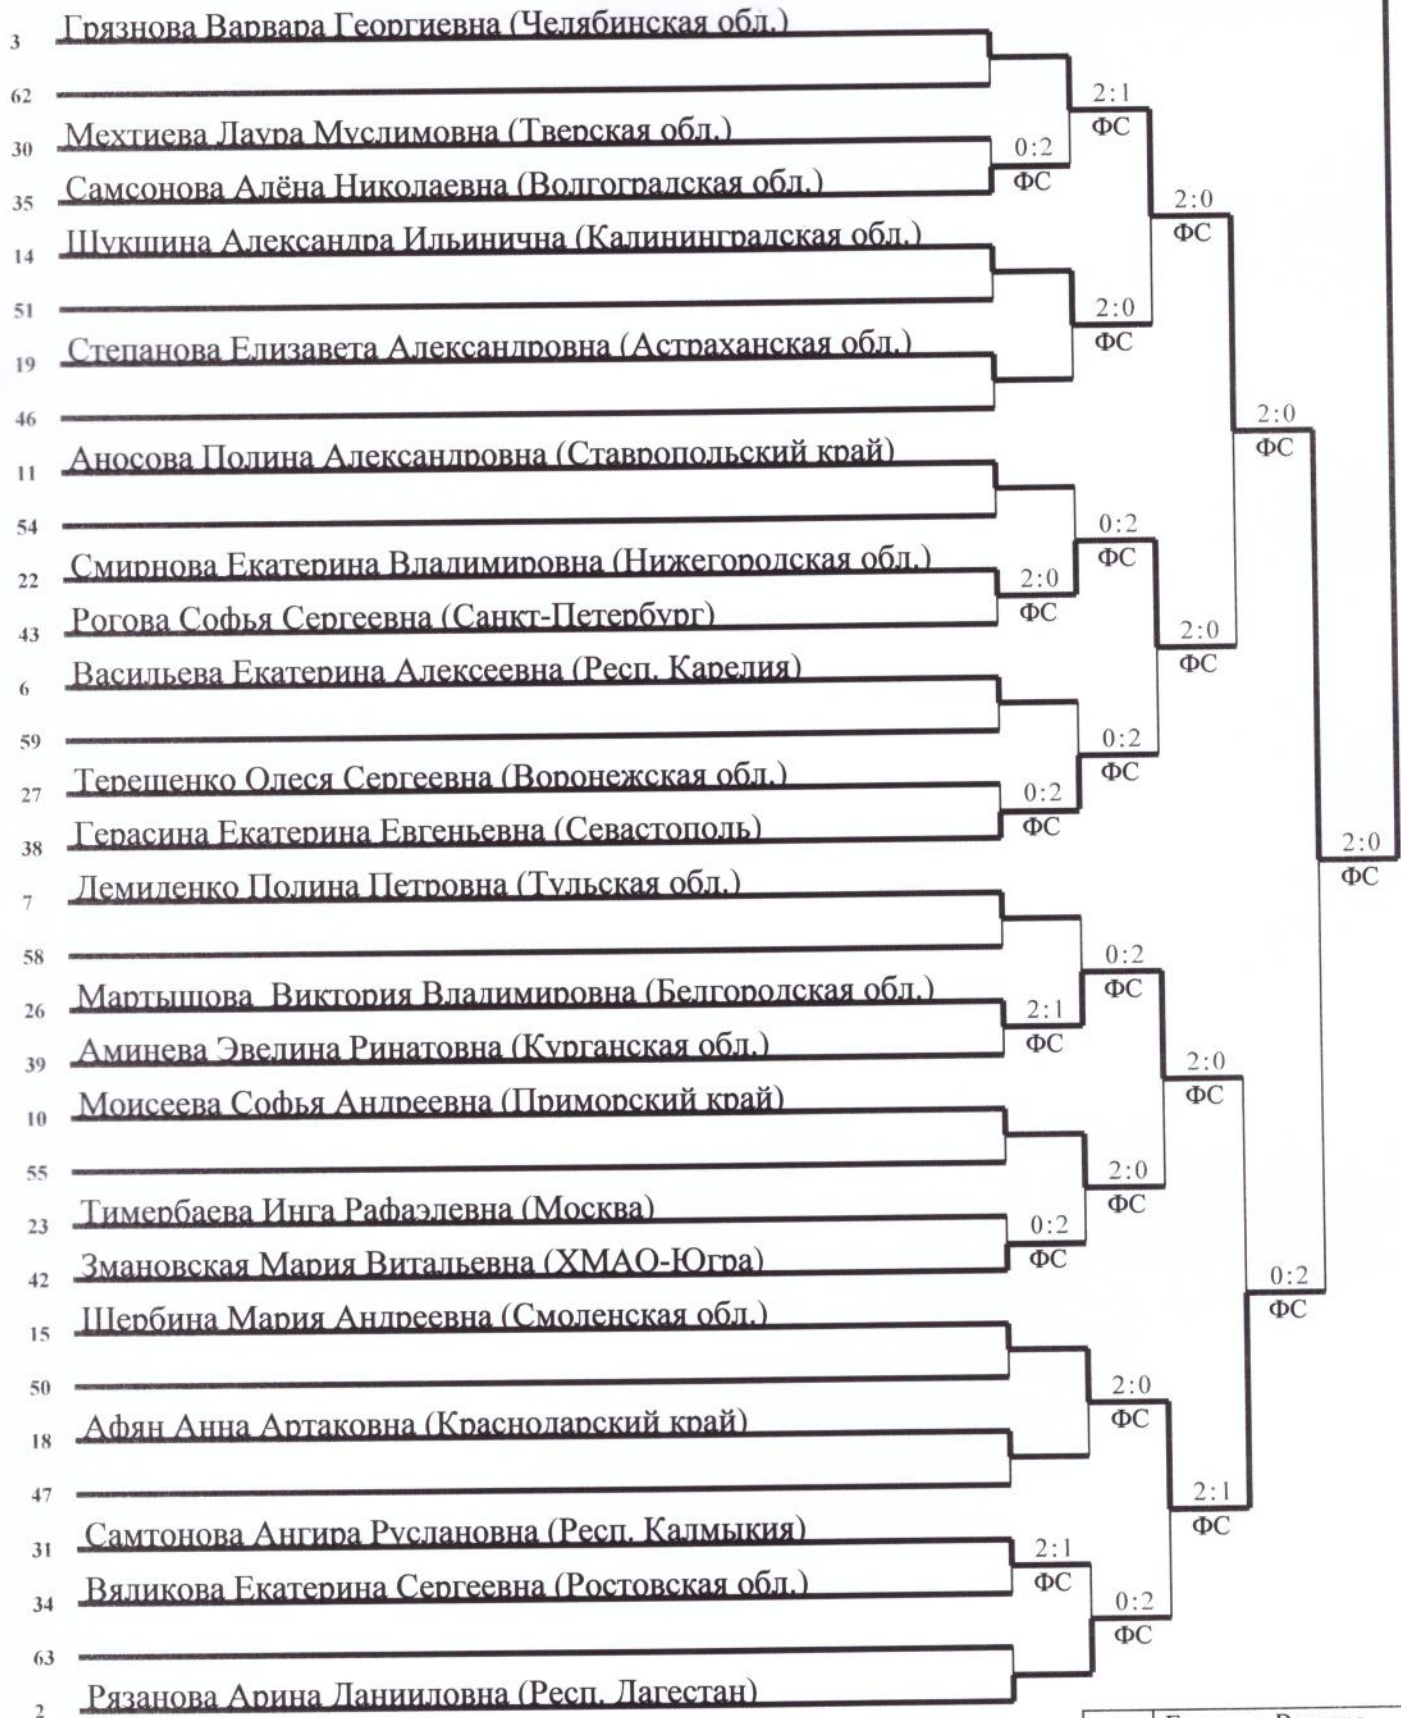 3 Грязнова Варвара Георгиевна (Челябинская обл.)
62
2:1
ФС
30 Мехтиева Лаура Муслимовна (Тверская обл.)
0:2
ФС
35 Самсонова Алёна Николаевна (Волгоградская обл.)
2:0
ФС
14 Шукшина Александра Ильинична (Калининградская обл.)
51
2:0
ФС
19 Степанова Елизавета Александровна (Астраханская обл.)
46
2:0
ФС
11 Аносова Полина Александровна (Ставропольский край)
54
0:2
ФС
22 Смирнова Екатерина Владимировна (Нижегородская обл.)
2:0
ФС
43 Рогова Софья Сергеевна (Санкт-Петербург)
2:0
ФС
6 Васильева Екатерина Алексеевна (Респ. Карелия)
59
0:2
ФС
27 Терещенко Олеся Сергеевна (Воронежская обл.)
0:2
ФС
38 Герасина Екатерина Евгеньевна (Севастополь)
2:0
ФС
7 Демиденко Полина Петровна (Тульская обл.)
58
0:2
ФС
26 Мартышова Виктория Владимировна (Белгородская обл.)
2:1
ФС
39 Аминева Эвелина Ринатовна (Курганская обл.)
2:0
ФС
10 Моисеева Софья Андреевна (Приморский край)
55
2:0
ФС
23 Тимербаева Инга Рафаэлевна (Москва)
0:2
ФС
42 Змановская Мария Витальевна (ХМАО-Югра)
0:2
ФС
15 Щербина Мария Андреевна (Смоленская обл.)
50
2:0
ФС
18 Афян Анна Артаковна (Краснодарский край)
47
2:1
ФС
31 Самтонова Ангира Руслановна (Респ. Калмыкия)
2:1
ФС
34 Вяликова Екатерина Сергеевна (Ростовская обл.)
0:2
ФС
63
2 Рязанова Арина Данииловна (Респ. Дагестан)